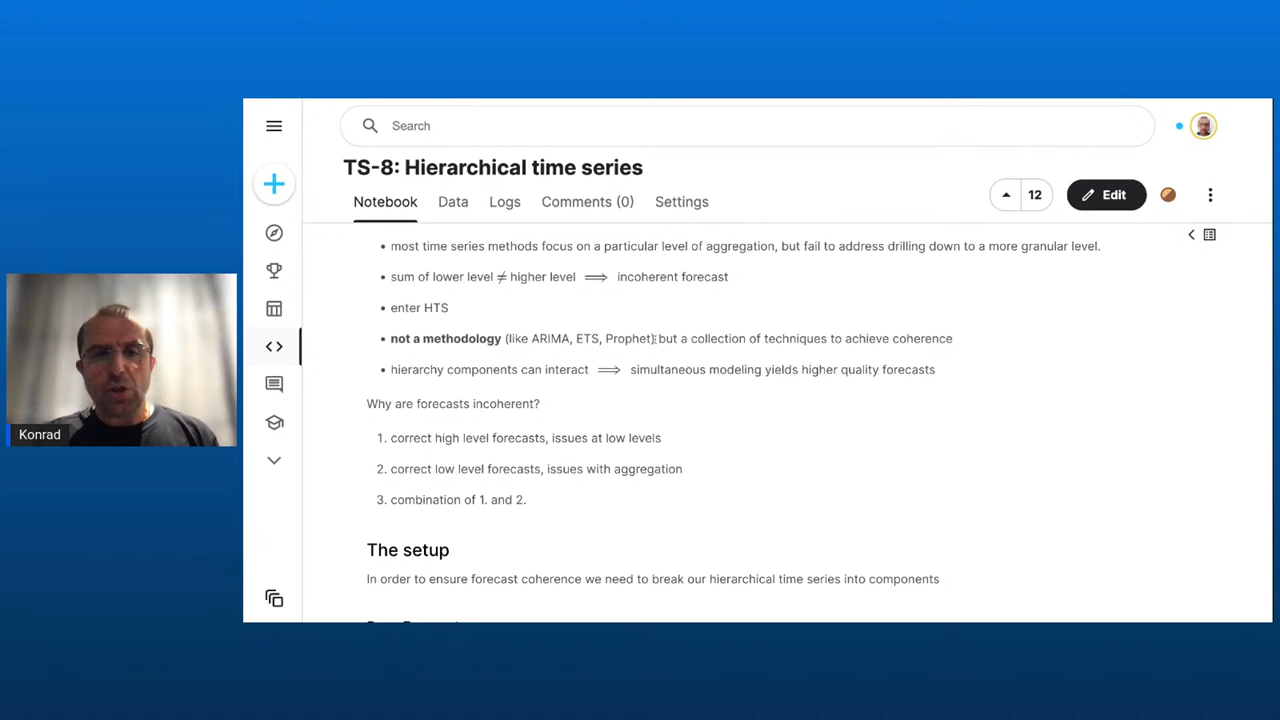 Search
TS-8: Hierarchical time series
12
Edit
Notebook
Data
Logs
Comments (0)
Settings
• most time series methods focus on a particular level of aggregation, but fail to address drilling down to a more granular level.
• sum of lower level ≠ higher level ⟹ incoherent forecast
• enter HTS
• not a methodology (like ARIMA, ETS, Prophet) but a collection of techniques to achieve coherence
• hierarchy components can interact ⟹ simultaneous modeling yields higher quality forecasts
Why are forecasts incoherent?
1. correct high level forecasts, issues at low levels
2. correct low level forecasts, issues with aggregation
3. combination of 1. and 2.
Konrad
The setup
In order to ensure forecast coherence we need to break our hierarchical time series into components